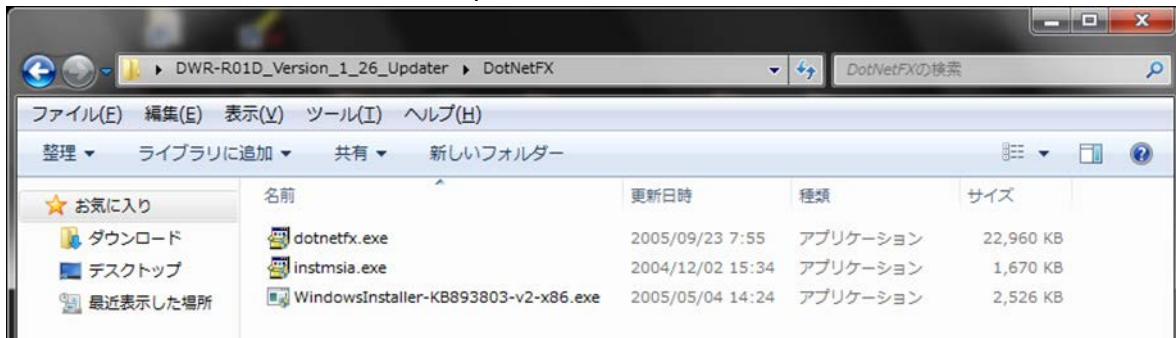 DWR-R01D_Version_1_26_Updater ▸ DotNetFX DotNetFXの検索
ファイル(F) 編集(E) 表示(V) ツール(T) ヘルプ(H)
整理 ▼ ライブラリに追加 ▼ 共有 ▼ 新しいフォルダー
お気に入り
ダウンロード
デスクトップ
最近表示した場所
名前 更新日時 種類 サイズ
dotnetfx.exe 2005/09/23 7:55 アプリケーション 22,960 KB
instmsia.exe 2004/12/02 15:34 アプリケーション 1,670 KB
WindowsInstaller-KB893803-v2-x86.exe 2005/05/04 14:24 アプリケーション 2,526 KB